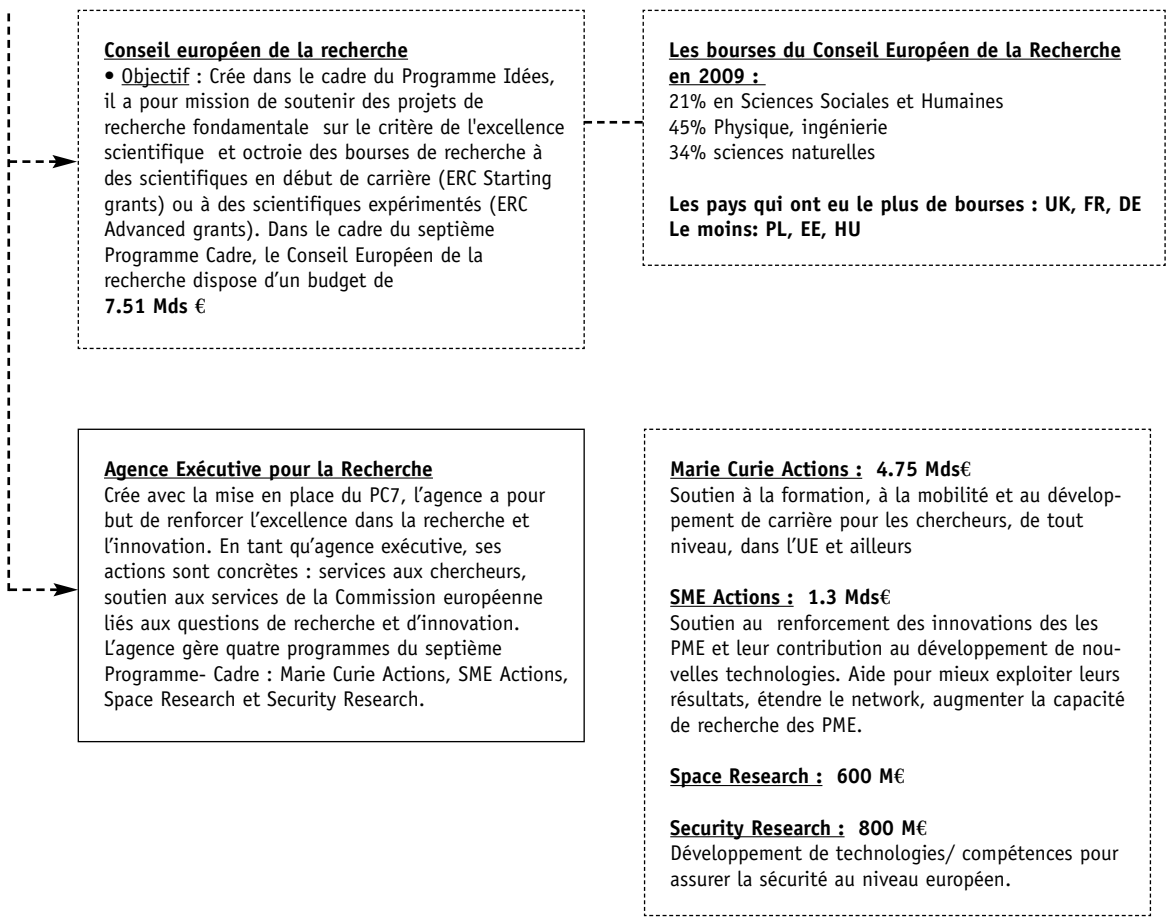 Conseil européen de la recherche
• Objectif : Crée dans le cadre du Programme Idées,
il a pour mission de soutenir des projets de
recherche fondamentale sur le critère de l'excellence
scientifique et octroie des bourses de recherche à
des scientifiques en début de carrière (ERC Starting
grants) ou à des scientifiques expérimentés (ERC
Advanced grants). Dans le cadre du septième
Programme Cadre, le Conseil Européen de la
recherche dispose d'un budget de
7.51 Mds €
Les bourses du Conseil Européen de la Recherche
en 2009 :
21% en Sciences Sociales et Humaines
45% Physique, ingénierie
34% sciences naturelles
Les pays qui ont eu le plus de bourses : UK, FR, DE
Le moins: PL, EE, HU
Agence Exécutive pour la Recherche
Crée avec la mise en place du PC7, l'agence a pour
but de renforcer l'excellence dans la recherche et
l'innovation. En tant qu'agence exécutive, ses
actions sont concrètes : services aux chercheurs,
soutien aux services de la Commission européenne
liés aux questions de recherche et d'innovation.
L'agence gère quatre programmes du septième
Programme- Cadre : Marie Curie Actions, SME Actions,
Space Research et Security Research.
Marie Curie Actions : 4.75 Mds€
Soutien à la formation, à la mobilité et au dévelop-
pement de carrière pour les chercheurs, de tout
niveau, dans l'UE et ailleurs
SME Actions : 1.3 Mds€
Soutien au renforcement des innovations des les
PME et leur contribution au développement de nou-
velles technologies. Aide pour mieux exploiter leurs
résultats, étendre le network, augmenter la capacité
de recherche des PME.
Space Research : 600 M€
Security Research : 800 M€
Développement de technologies/ compétences pour
assurer la sécurité au niveau européen.